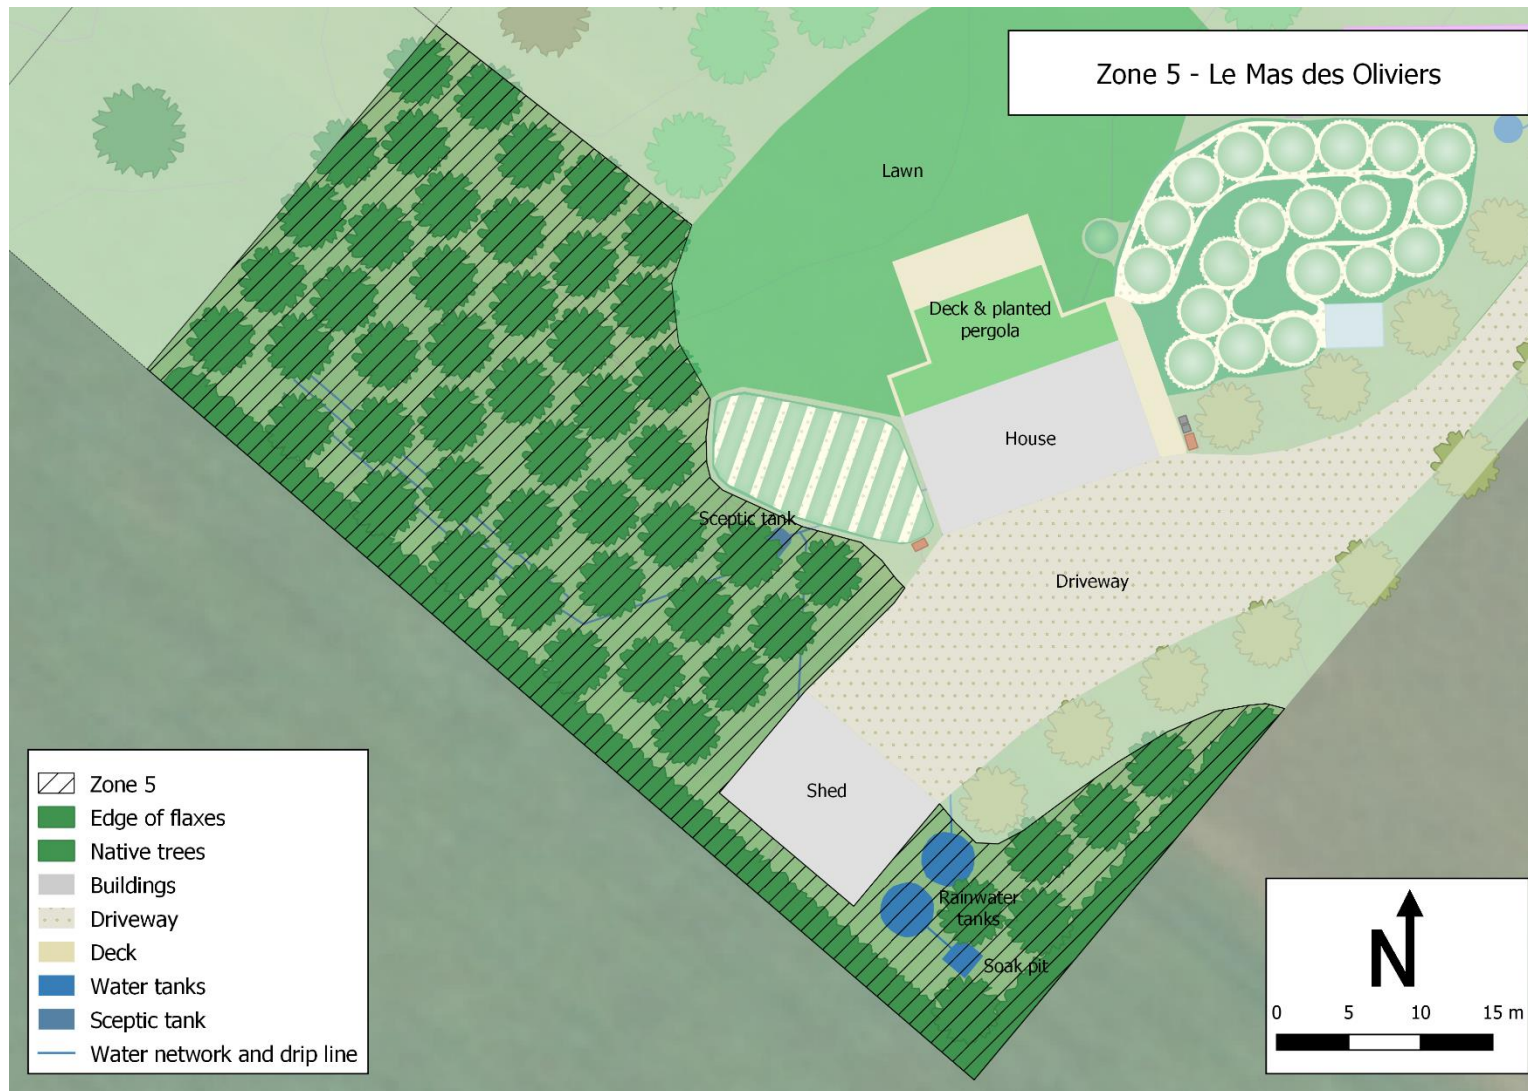 Zone 5 - Le Mas des Oliviers
Lawn
Deck & planted
pergola
House
Sceptic tank
Driveway
Shed
Rainwater
tanks
Soak pit
Zone 5
Edge of flaxes
Native trees
Buildings
Driveway
Deck
Water tanks
Sceptic tank
Water network and drip line
N
0 5 10 15 m